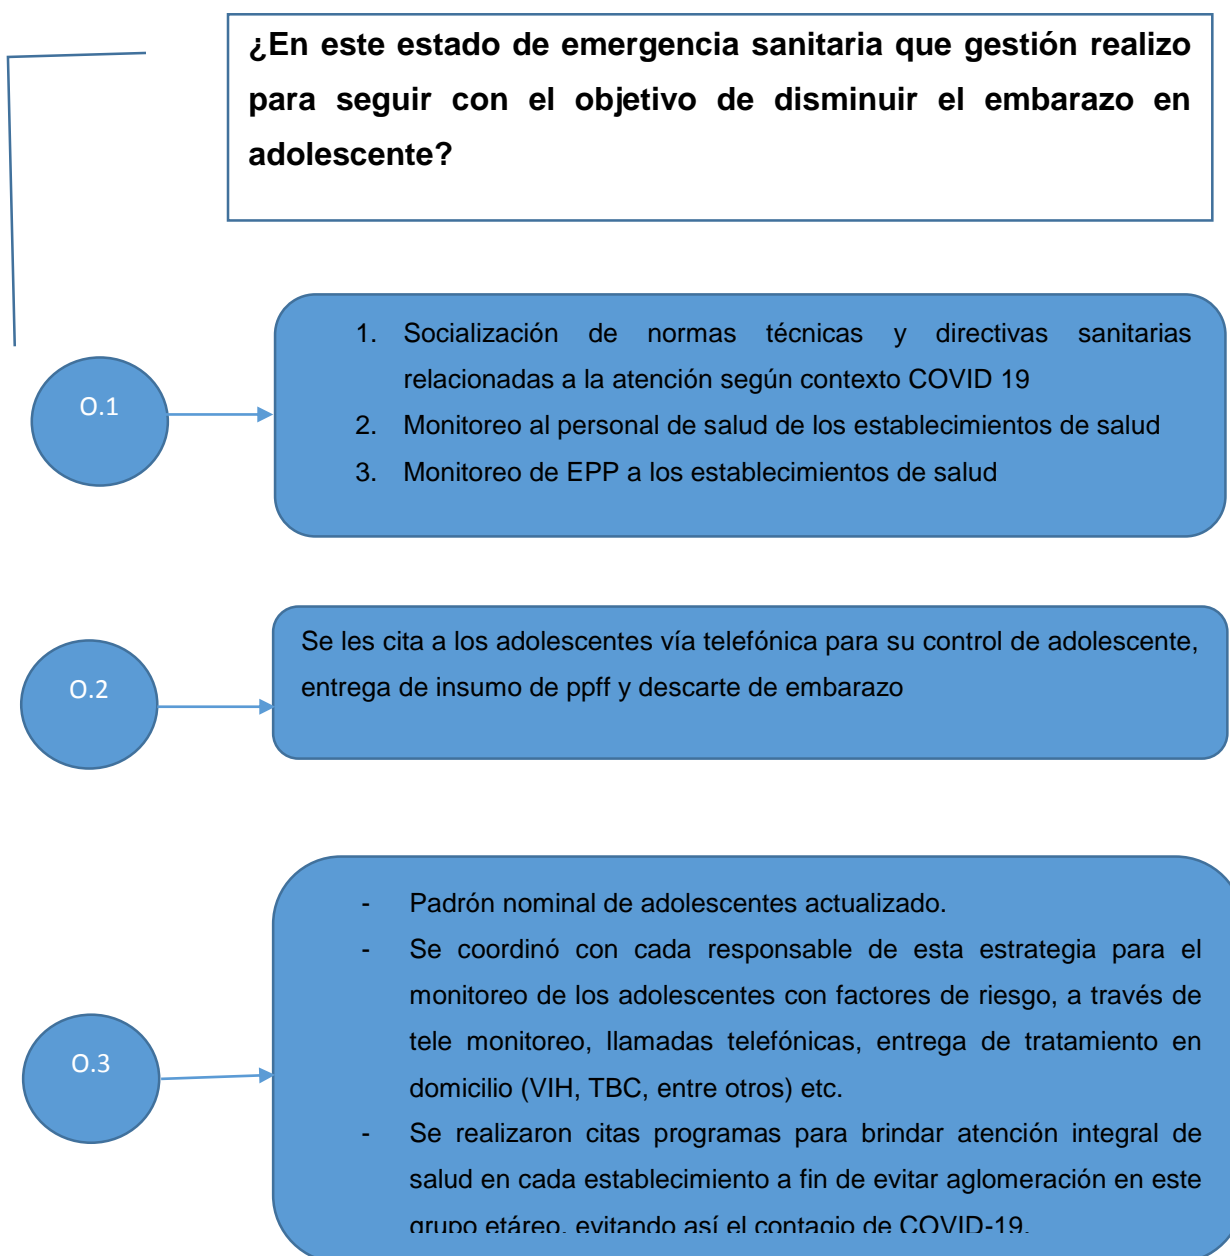 ¿En este estado de emergencia sanitaria que gestión realizo
para seguir con el objetivo de disminuir el embarazo en
adolescente?
O.1
1. Socialización de normas técnicas y directivas sanitarias
relacionadas a la atención según contexto COVID 19
2. Monitoreo al personal de salud de los establecimientos de salud
3. Monitoreo de EPP a los establecimientos de salud
O.2
Se les cita a los adolescentes vía telefónica para su control de adolescente,
entrega de insumo de ppff y descarte de embarazo
O.3
- Padrón nominal de adolescentes actualizado.
- Se coordinó con cada responsable de esta estrategia para el
monitoreo de los adolescentes con factores de riesgo, a través de
tele monitoreo, llamadas telefónicas, entrega de tratamiento en
domicilio (VIH, TBC, entre otros) etc.
- Se realizaron citas programas para brindar atención integral de
salud en cada establecimiento a fin de evitar aglomeración en este
grupo etáreo, evitando así el contagio de COVID-19.